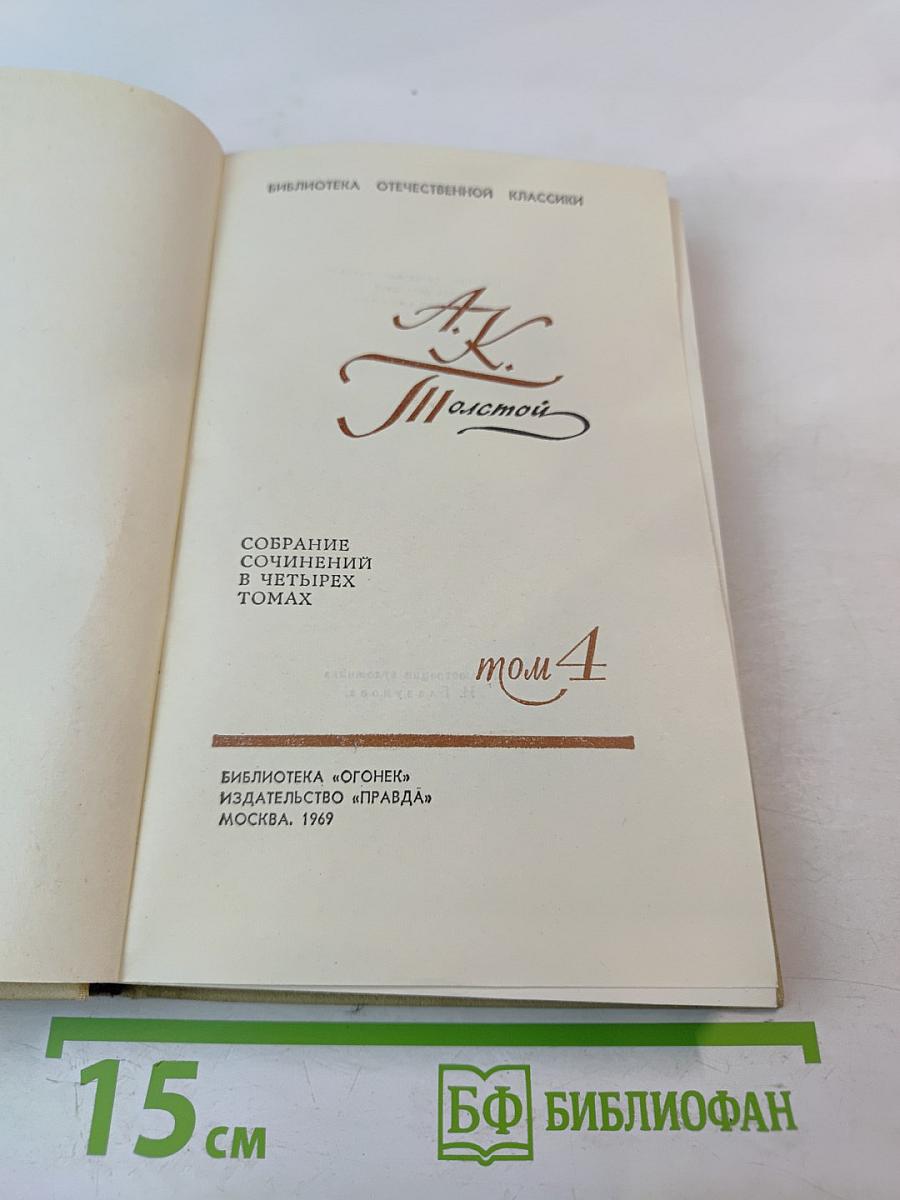 БИБЛИОТЕКА ОТЕЧЕСТВЕННОЙ КЛАССИКИ
А. К.
Толстой
СОБРАНИЕ
СОЧИНЕНИЙ
В ЧЕТЫРЕХ
ТОМАХ
том 4
БИБЛИОТЕКА «ОГОНЕК»
ИЗДАТЕЛЬСТВО «ПРАВДА»
МОСКВА. 1969
15 см
БФ БИБЛИОФАН